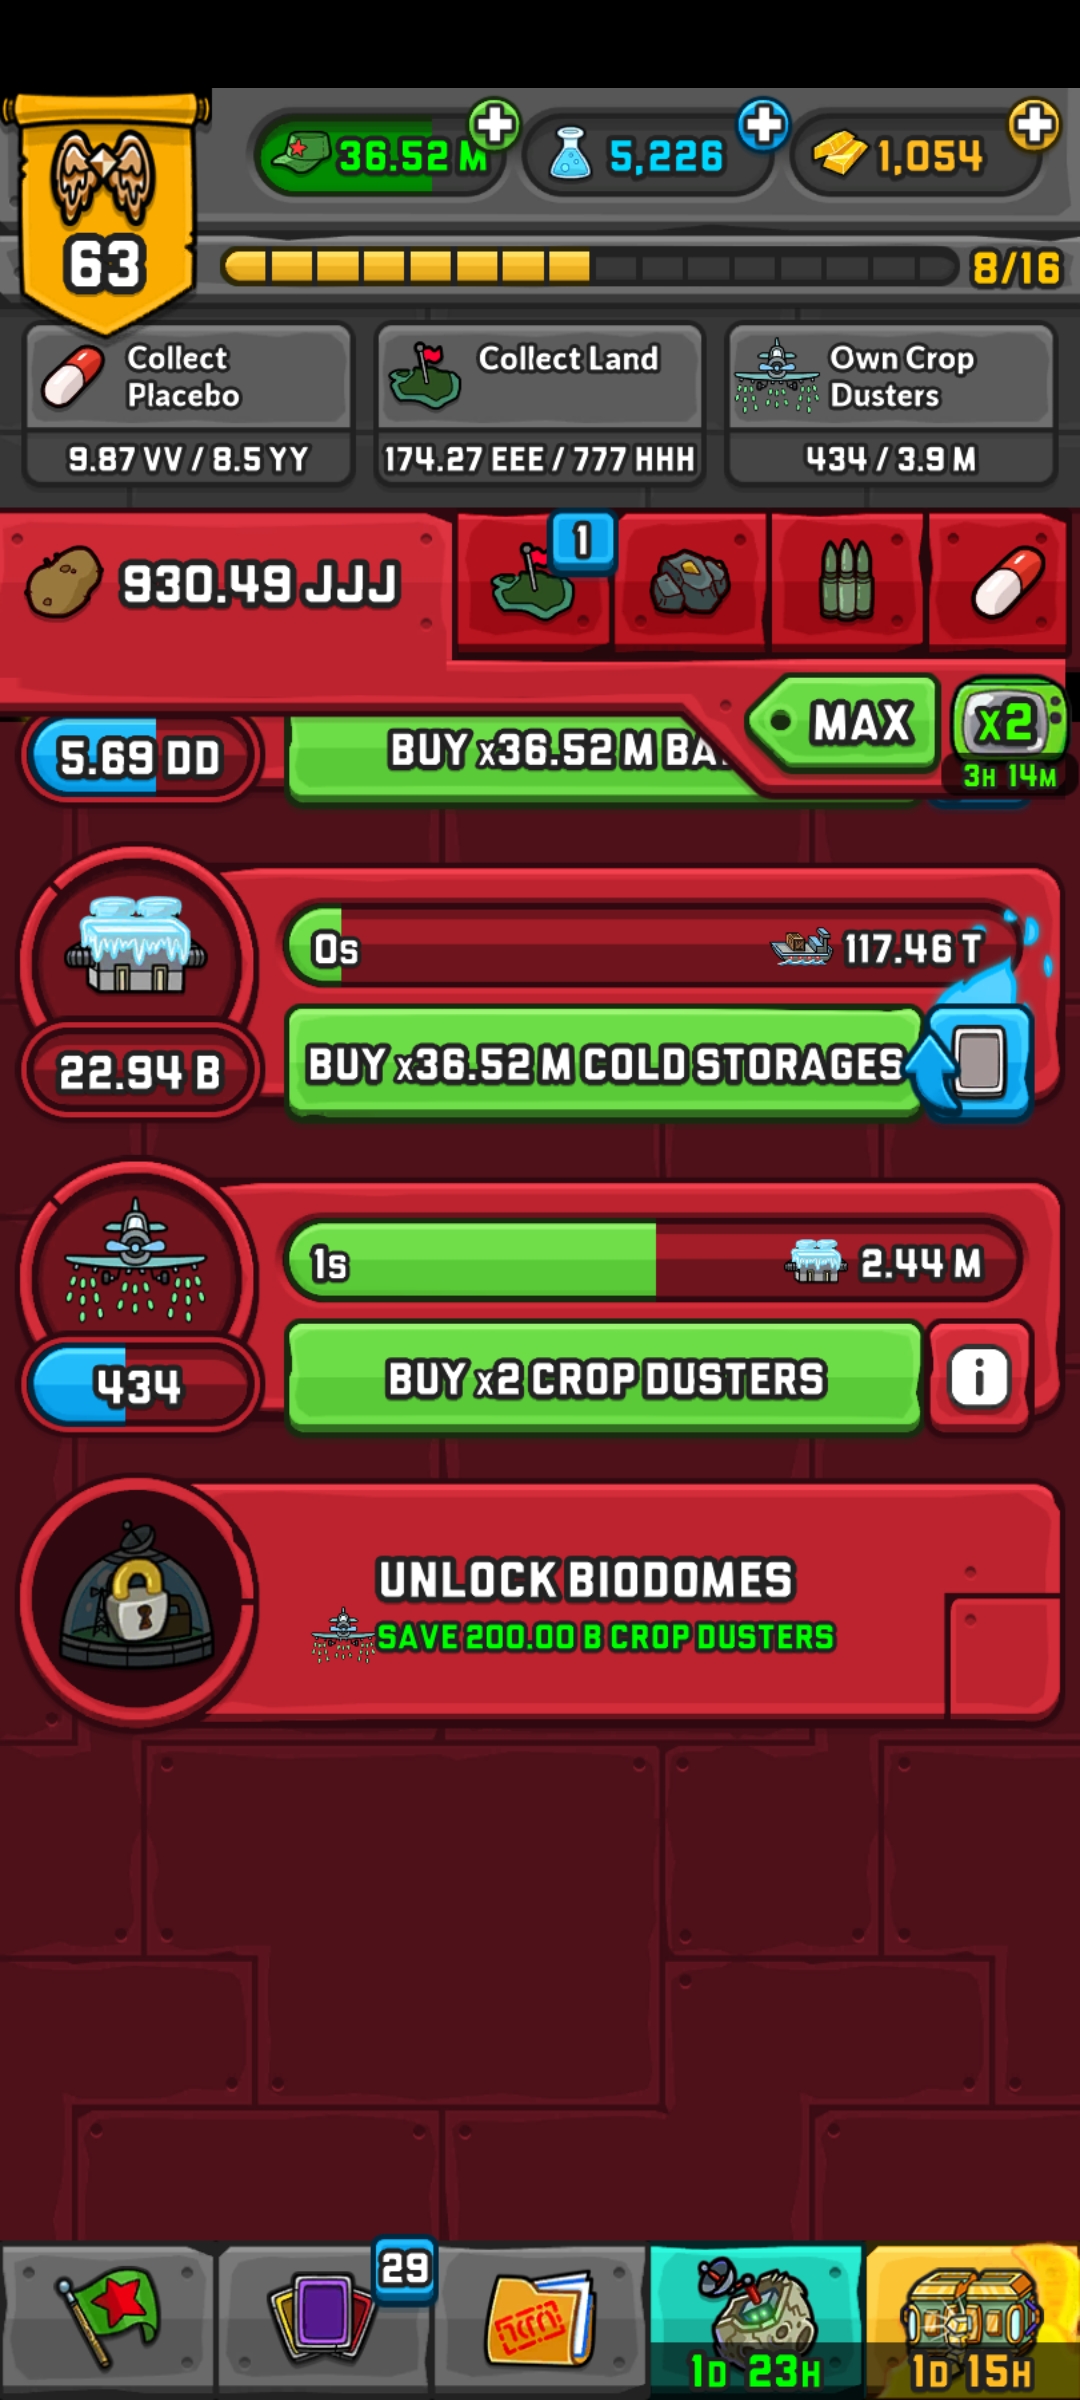 36.52 M
5,226
1,054
63
8/16
Collect
Placebo
9.87 VV / 8.5 YY
Collect Land
174.27 EEE / 777 HHH
Own Crop
Dusters
434 / 3.9 M
930.49 JJJ
1
MAX
x2
3H 14M
5.69 DD
BUY x36.52 M BA
0s
117.46 T
22.94 B
BUY x36.52 M COLD STORAGES
1s
2.44 M
434
BUY x2 CROP DUSTERS
i
UNLOCK BIODOMES
SAVE 200.00 B CROP DUSTERS
29
1D 23H
1D 15H